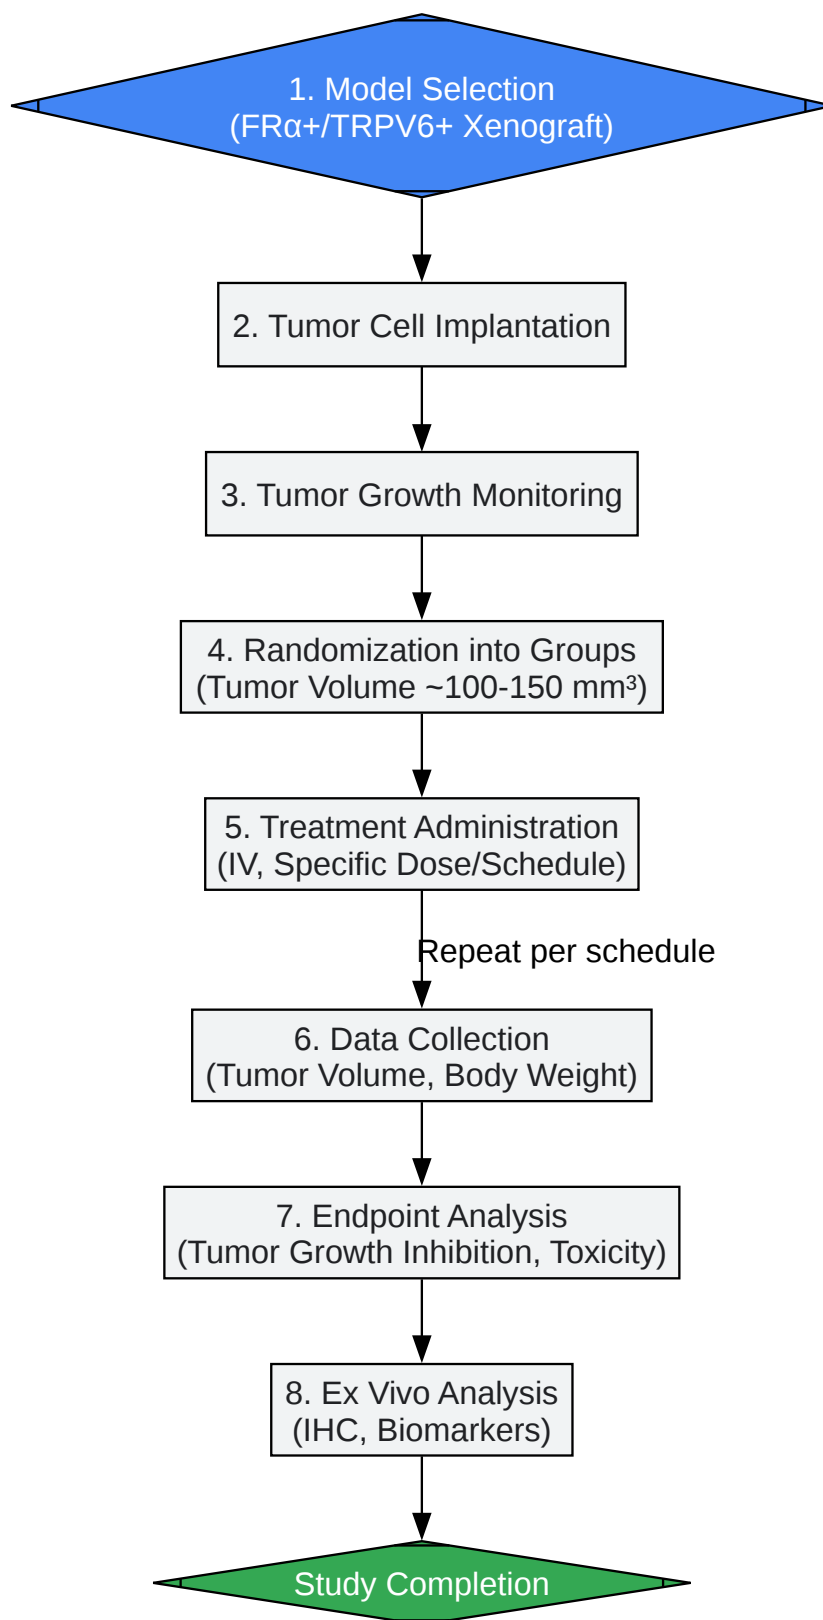 1. Model Selection
(FRα+/TRPV6+ Xenograft)
2. Tumor Cell Implantation
3. Tumor Growth Monitoring
4. Randomization into Groups
(Tumor Volume ~100-150 mm³)
5. Treatment Administration
(IV, Specific Dose/Schedule)
Repeat per schedule
6. Data Collection
(Tumor Volume, Body Weight)
7. Endpoint Analysis
(Tumor Growth Inhibition, Toxicity)
8. Ex Vivo Analysis
(IHC, Biomarkers)
Study Completion